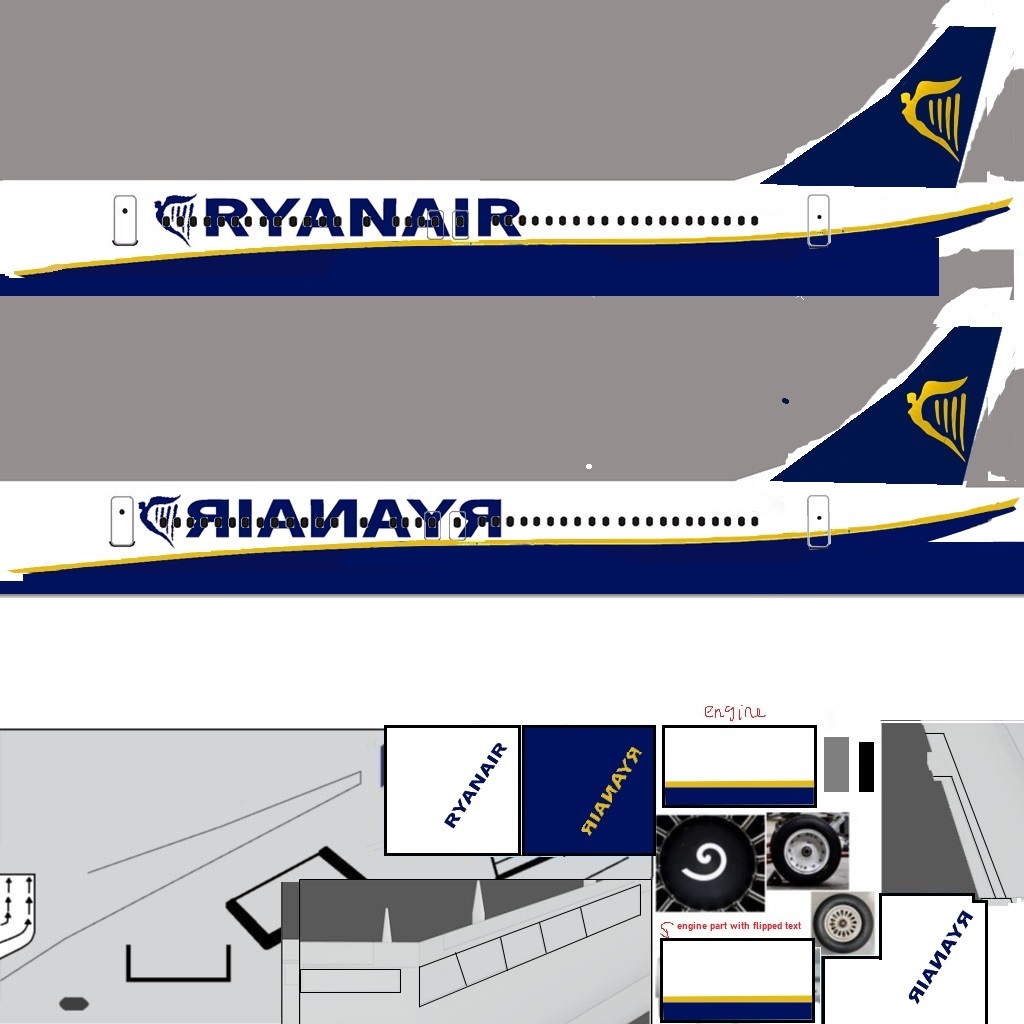 RYANAIR
RYANAIR
engine
RYANAIR
RYANAIR
engine part with flipped text
RYANAIR